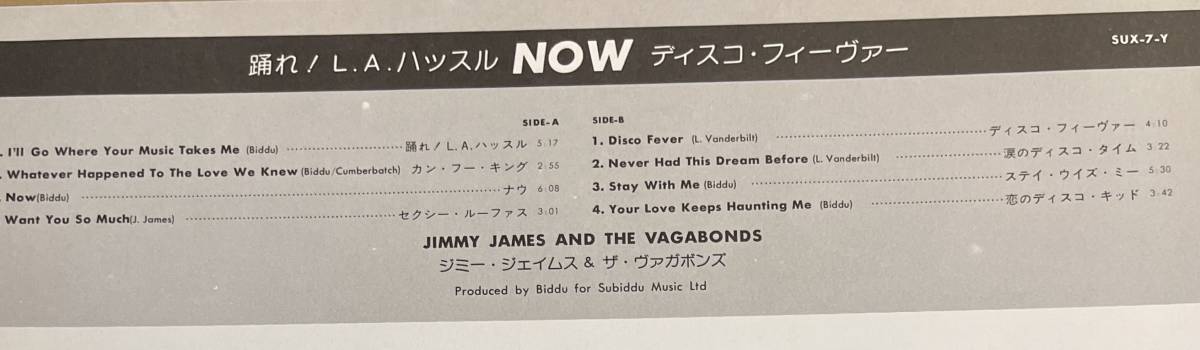 踊れ! L.A.ハッスル NOW ディスコ・フィーヴァー
SUX-7-Y
SIDE-A
. I'll Go Where Your Music Takes Me (Biddu) ........................ 踊れ! L.A.ハッスル 5:17
. Whatever Happened To The Love We Knew (Biddu/Cumberbatch) カン・フー・キング 2:55
. Now(Biddu) ........................ ナウ 6:08
Want You So Much(J. James) ........................ セクシー・ルーファス 3:01
SIDE-B
1. Disco Fever (L. Vanderbilt) ........................ ディスコ・フィーヴァー 4:10
2. Never Had This Dream Before (L. Vanderbilt) ........................ 涙のディスコ・タイム 3:22
3. Stay With Me (Biddu) ........................ ステイ・ウイズ・ミー 5:30
4. Your Love Keeps Haunting Me (Biddu) ........................ 恋のディスコ・キッド 3:42
JIMMY JAMES AND THE VAGABONDS
ジミー・ジェイムス & ザ・ヴァガボンズ
Produced by Biddu for Subiddu Music Ltd